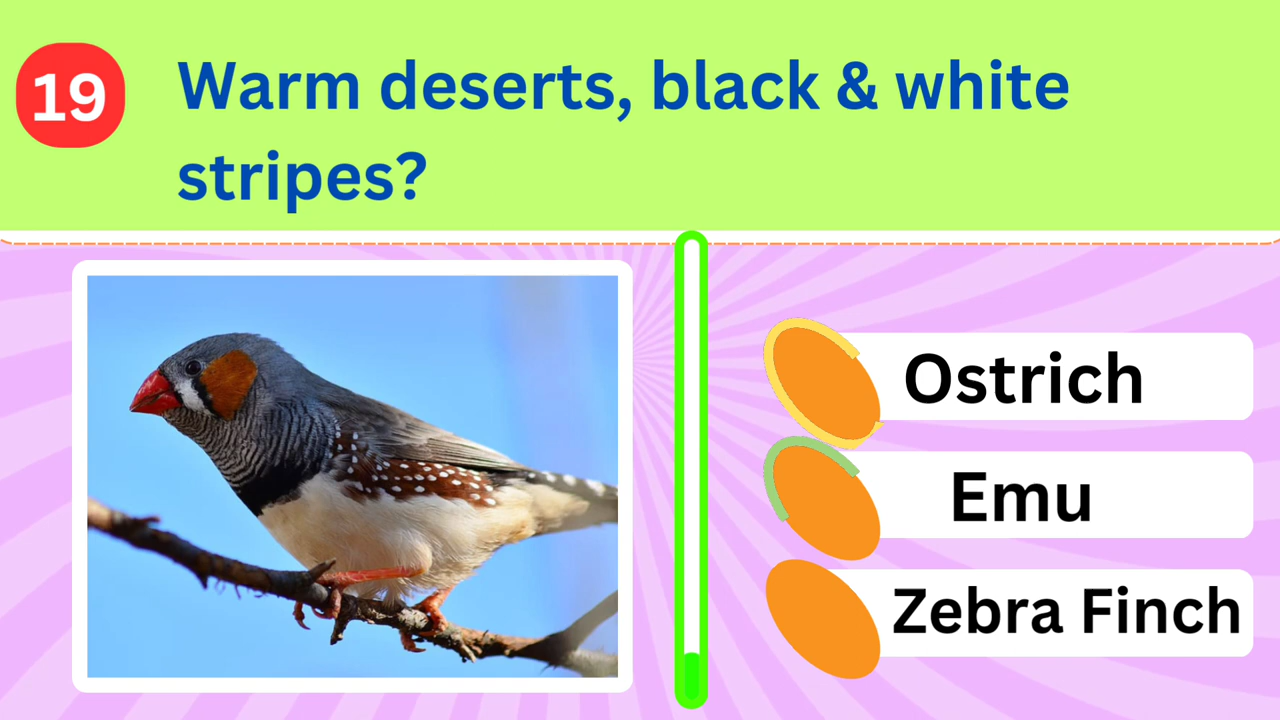 19
Warm deserts, black & white
stripes?
Ostrich
Emu
Zebra Finch